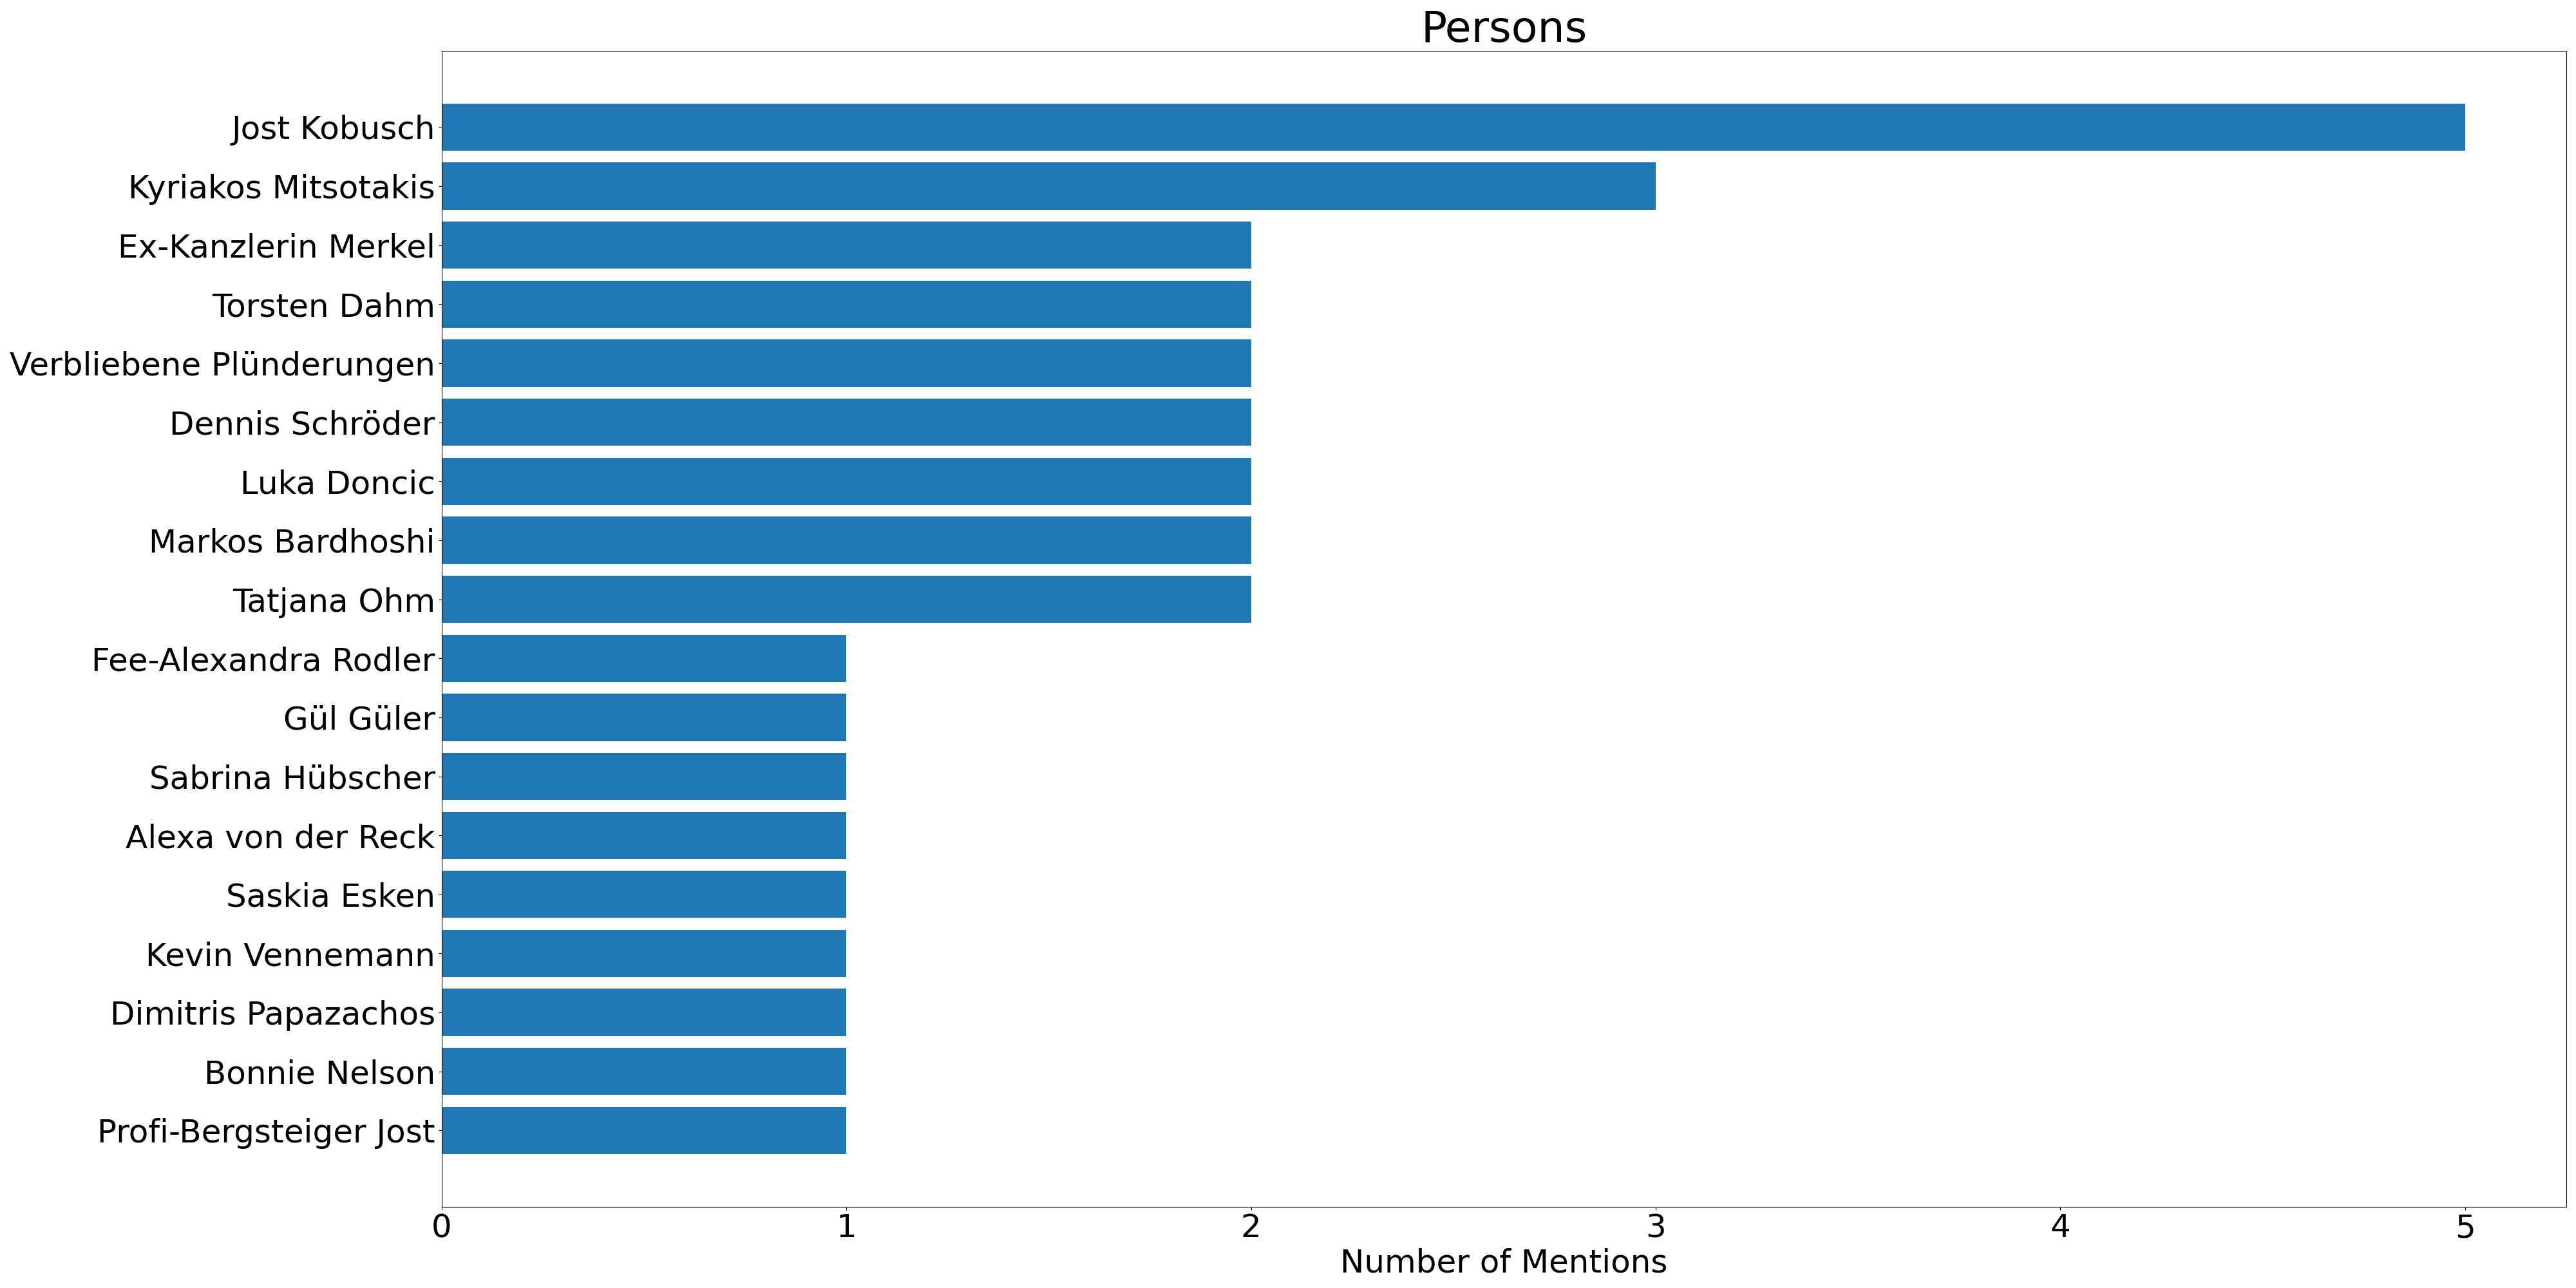 Persons
Jost Kobusch
Kyriakos Mitsotakis
Ex-Kanzlerin Merkel
Torsten Dahm
Verbliebene Plünderungen
Dennis Schröder
Luka Doncic
Markos Bardhoshi
Tatjana Ohm
Fee-Alexandra Rodler
Gül Güler
Sabrina Hübscher
Alexa von der Reck
Saskia Esken
Kevin Vennemann
Dimitris Papazachos
Bonnie Nelson
Profi-Bergsteiger Jost
0 1 2 3 4 5
Number of Mentions